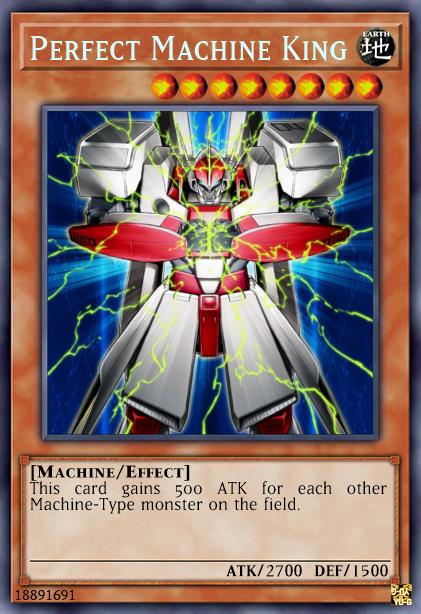 PERFECT MACHINE KING
EARTH
地
[MACHINE/EFFECT]
This card gains 500 ATK for each other
Machine-Type monster on the field.
ATK/2700 DEF/1500
18891691